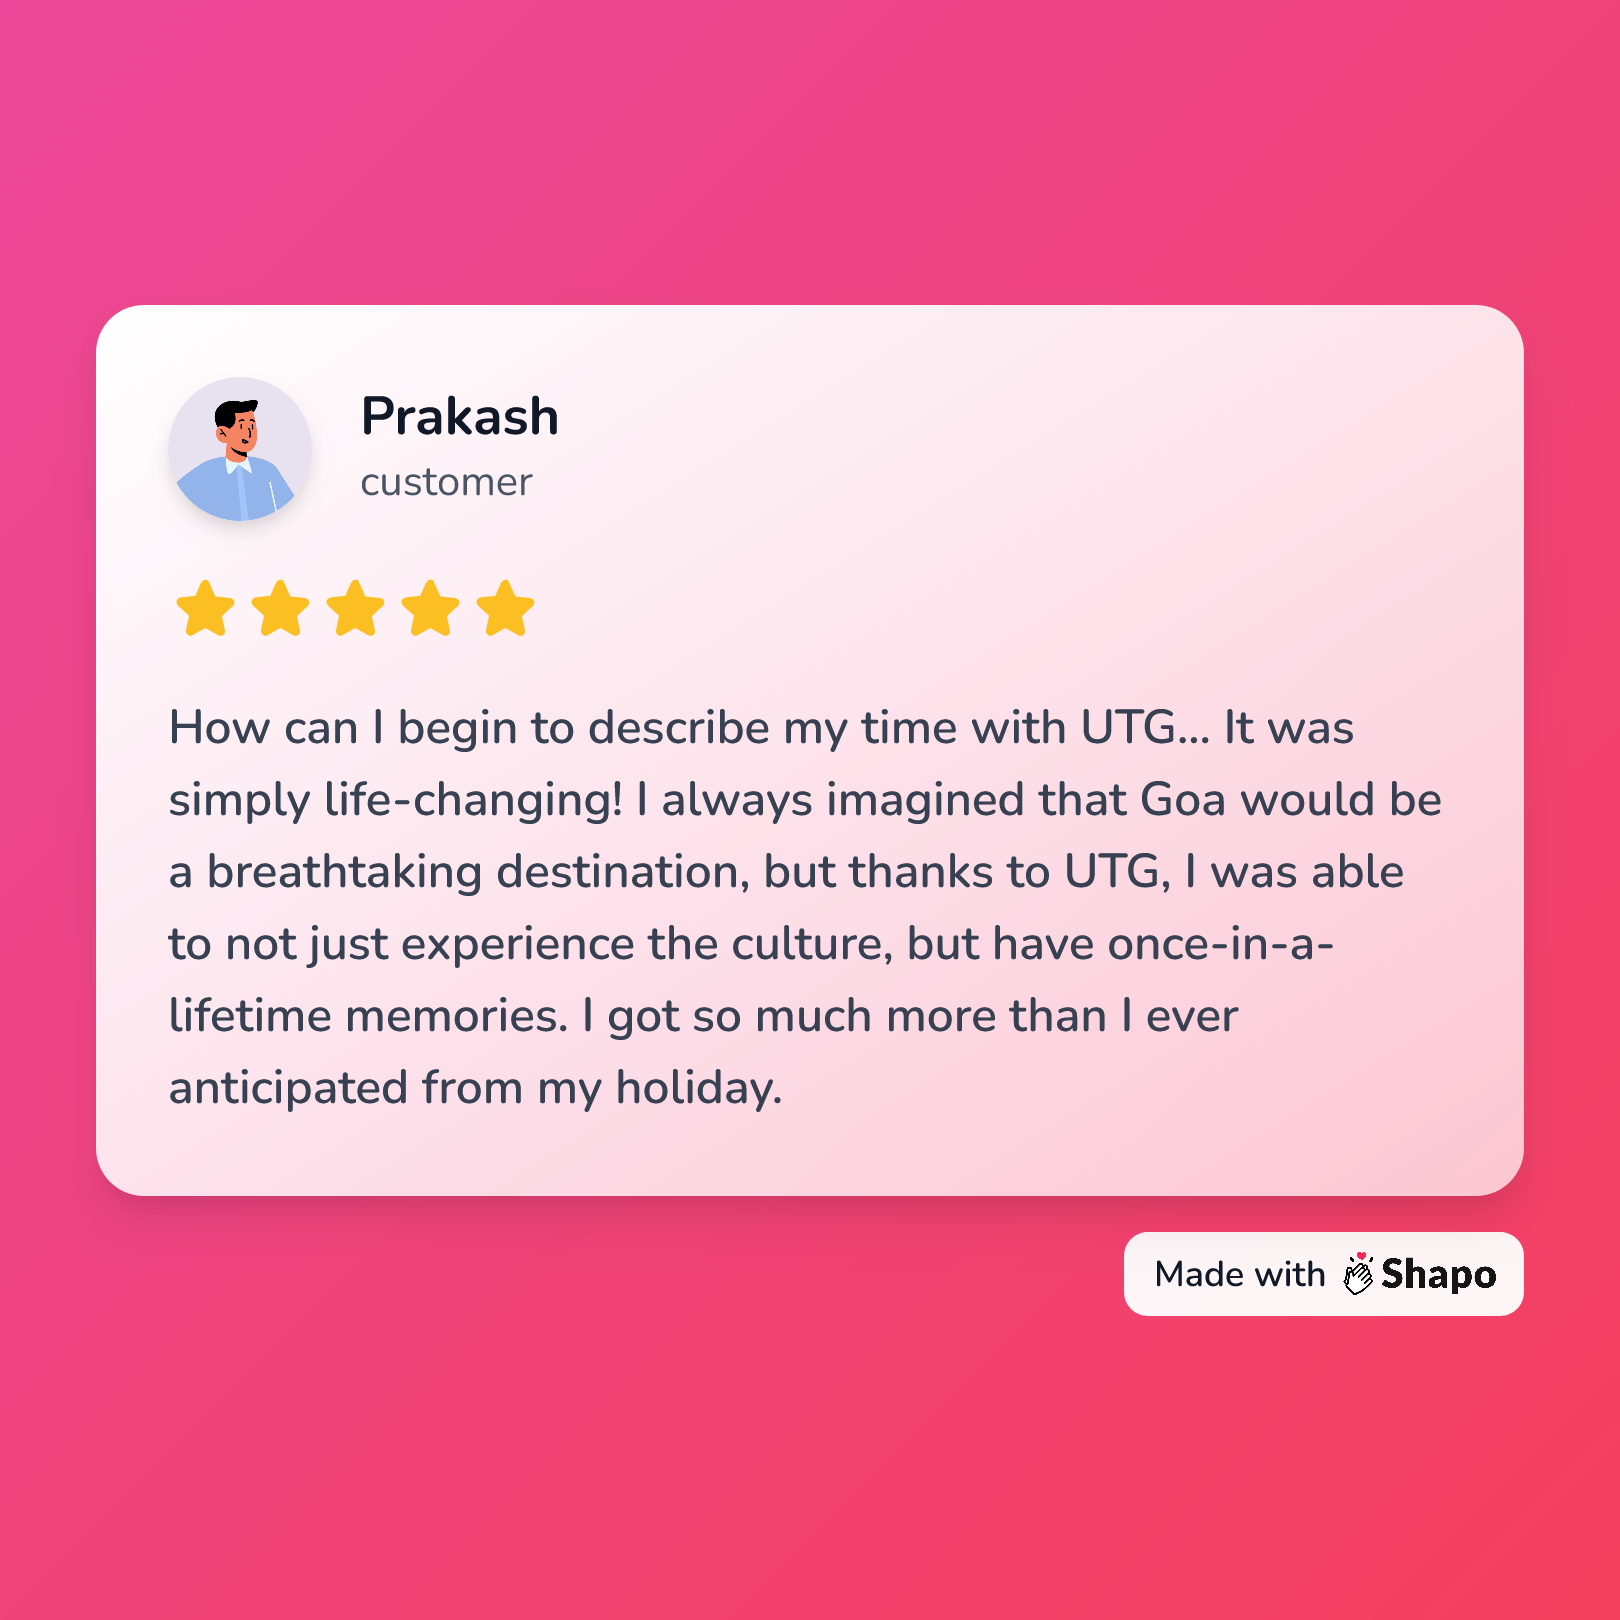 Prakash
customer
How can I begin to describe my time with UTG... It was
simply life-changing! I always imagined that Goa would be
a breathtaking destination, but thanks to UTG, I was able
to not just experience the culture, but have once-in-a-
lifetime memories. I got so much more than I ever
anticipated from my holiday.
Made with Shapo